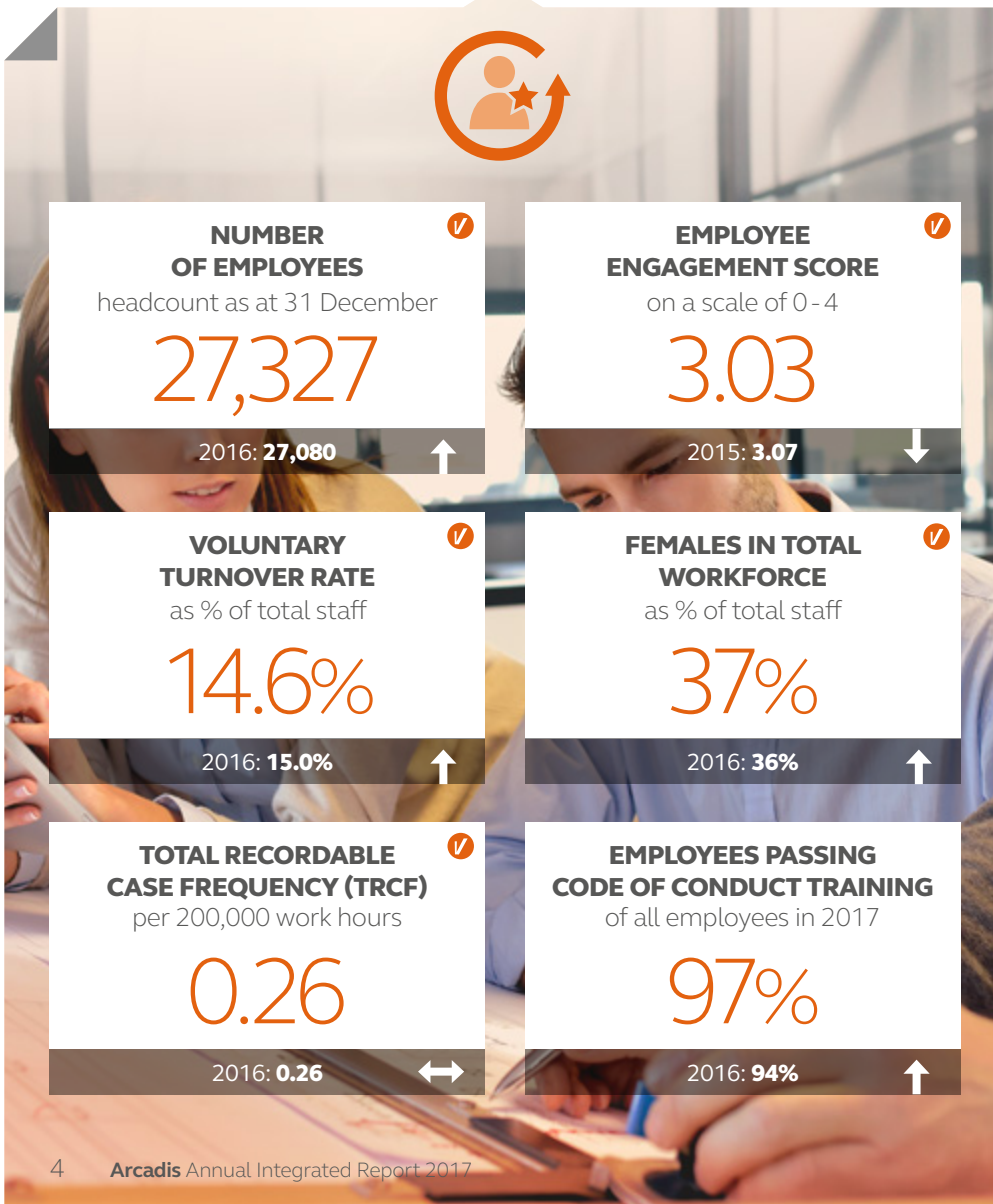 NUMBER
OF EMPLOYEES
headcount as at 31 December
27,327
2016: 27,080
EMPLOYEE
ENGAGEMENT SCORE
on a scale of 0 - 4
3.03
2015: 3.07
VOLUNTARY
TURNOVER RATE
as % of total staff
14.6%
2016: 15.0%
FEMALES IN TOTAL
WORKFORCE
as % of total staff
37%
2016: 36%
TOTAL RECORDABLE
CASE FREQUENCY (TRCF)
per 200,000 work hours
0.26
2016: 0.26
EMPLOYEES PASSING
CODE OF CONDUCT TRAINING
of all employees in 2017
97%
2016: 94%
4 Arcadis Annual Integrated Report 2017